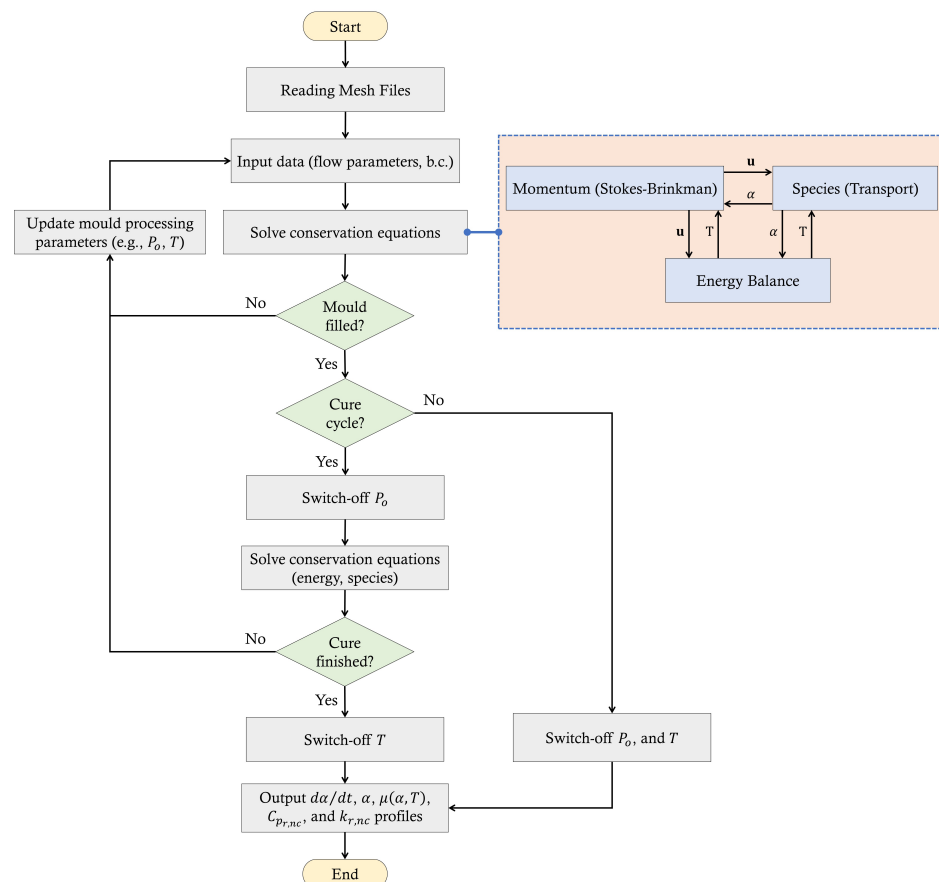 Start
Reading Mesh Files
Input data (flow parameters, b.c.)
Update mould processing
parameters (e.g., Pₒ, T)
Solve conservation equations
u
Momentum (Stokes-Brinkman)
Species (Transport)
α
u
T
α
T
Energy Balance
No
Mould
filled?
Yes
No
Cure
cycle?
Yes
Switch-off Pₒ
Solve conservation equations
(energy, species)
No
Cure
finished?
Yes
Switch-off T
Switch-off Pₒ, and T
Output dα/dt, α, μ(α,T),
C_{p_{r,nc}}, and k_{r,nc} profiles
End